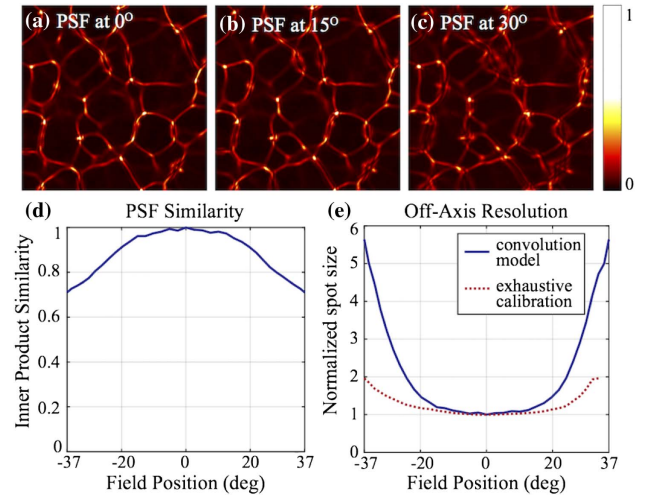 (a) PSF at 0°
(b) PSF at 15°
(c) PSF at 30°
1
0
(d) PSF Similarity
Inner Product Similarity
1
0.8
0.6
0.4
0.2
0
-37 -20 0 20 37
Field Position (deg)
(e) Off-Axis Resolution
Normalized spot size
6
5
4
3
2
1
convolution
model
exhaustive
calibration
-37 -20 0 20 37
Field Position (deg)